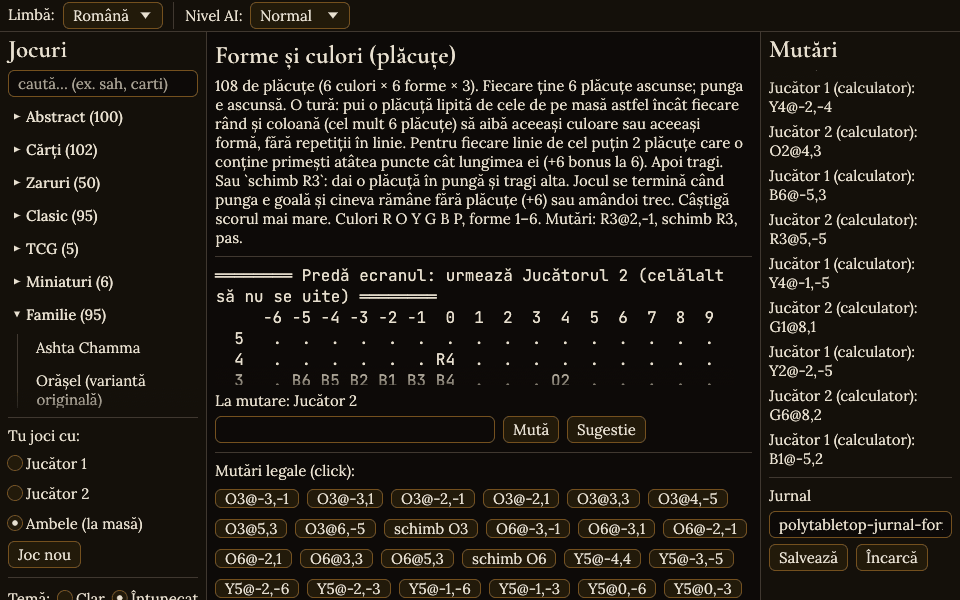 Limbă: Română Nivel AI: Normal
Jocuri
caută... (ex. sah, carti)
Abstract (100)
Cărți (102)
Zaruri (50)
Clasic (95)
TCG (5)
Miniaturi (6)
Familie (95)
Ashta Chamma
Orășel (variantă
originală)
Tu joci cu:
Jucător 1
Jucător 2
Ambele (la masă)
Joc nou
Temă: Clar Întunecat
Forme și culori (plăcuțe)
108 de plăcuțe (6 culori × 6 forme × 3). Fiecare ține 6 plăcuțe ascunse; punga
e ascunsă. O tură: pui o plăcuță lipită de cele de pe masă astfel încât fiecare
rând și coloană (cel mult 6 plăcuțe) să aibă aceeași culoare sau aceeași
formă, fără repetiții în linie. Pentru fiecare linie de cel puțin 2 plăcuțe care o
conține primești atâtea puncte cât lungimea ei (+6 bonus la 6). Apoi tragi.
Sau `schimb R3`: dai o plăcuță în pungă și tragi alta. Jocul se termină când
punga e goală și cineva rămâne fără plăcuțe (+6) sau amândoi trec. Câștigă
scorul mai mare. Culori R O Y G B P, forme 1–6. Mutări: R3@2,-1, schimb R3,
pas.
════════ Predă ecranul: urmează Jucătorul 2 (celălalt
să nu se uite) ════════
-6 -5 -4 -3 -2 -1 0 1 2 3 4 5 6 7 8 9
5 . . . . . . . . . . . . . . . .
4 . . . . . . R4 . . . . . . . . .
3 . B6 B5 B2 B1 B3 B4 . . . O2 . . . . .
La mutare: Jucător 2
Mută Sugestie
Mutări legale (click):
O3@-3,-1 O3@-3,1 O3@-2,-1 O3@-2,1 O3@3,3 O3@4,-5
O3@5,3 O3@6,-5 schimb O3 O6@-3,-1 O6@-3,1 O6@-2,-1
O6@-2,1 O6@3,3 O6@5,3 schimb O6 Y5@-4,4 Y5@-3,-5
Y5@-2,-6 Y5@-2,-3 Y5@-1,-6 Y5@-1,-3 Y5@0,-6 Y5@0,-3
Mutări
Jucător 1 (calculator):
Y4@-2,-4
Jucător 2 (calculator):
O2@4,3
Jucător 1 (calculator):
B6@-5,3
Jucător 2 (calculator):
R3@5,-5
Jucător 1 (calculator):
Y4@-1,-5
Jucător 2 (calculator):
G1@8,1
Jucător 1 (calculator):
Y2@-2,-5
Jucător 2 (calculator):
G6@8,2
Jucător 1 (calculator):
B1@-5,2
Jurnal
polytabletop-jurnal-for
Salvează Încarcă